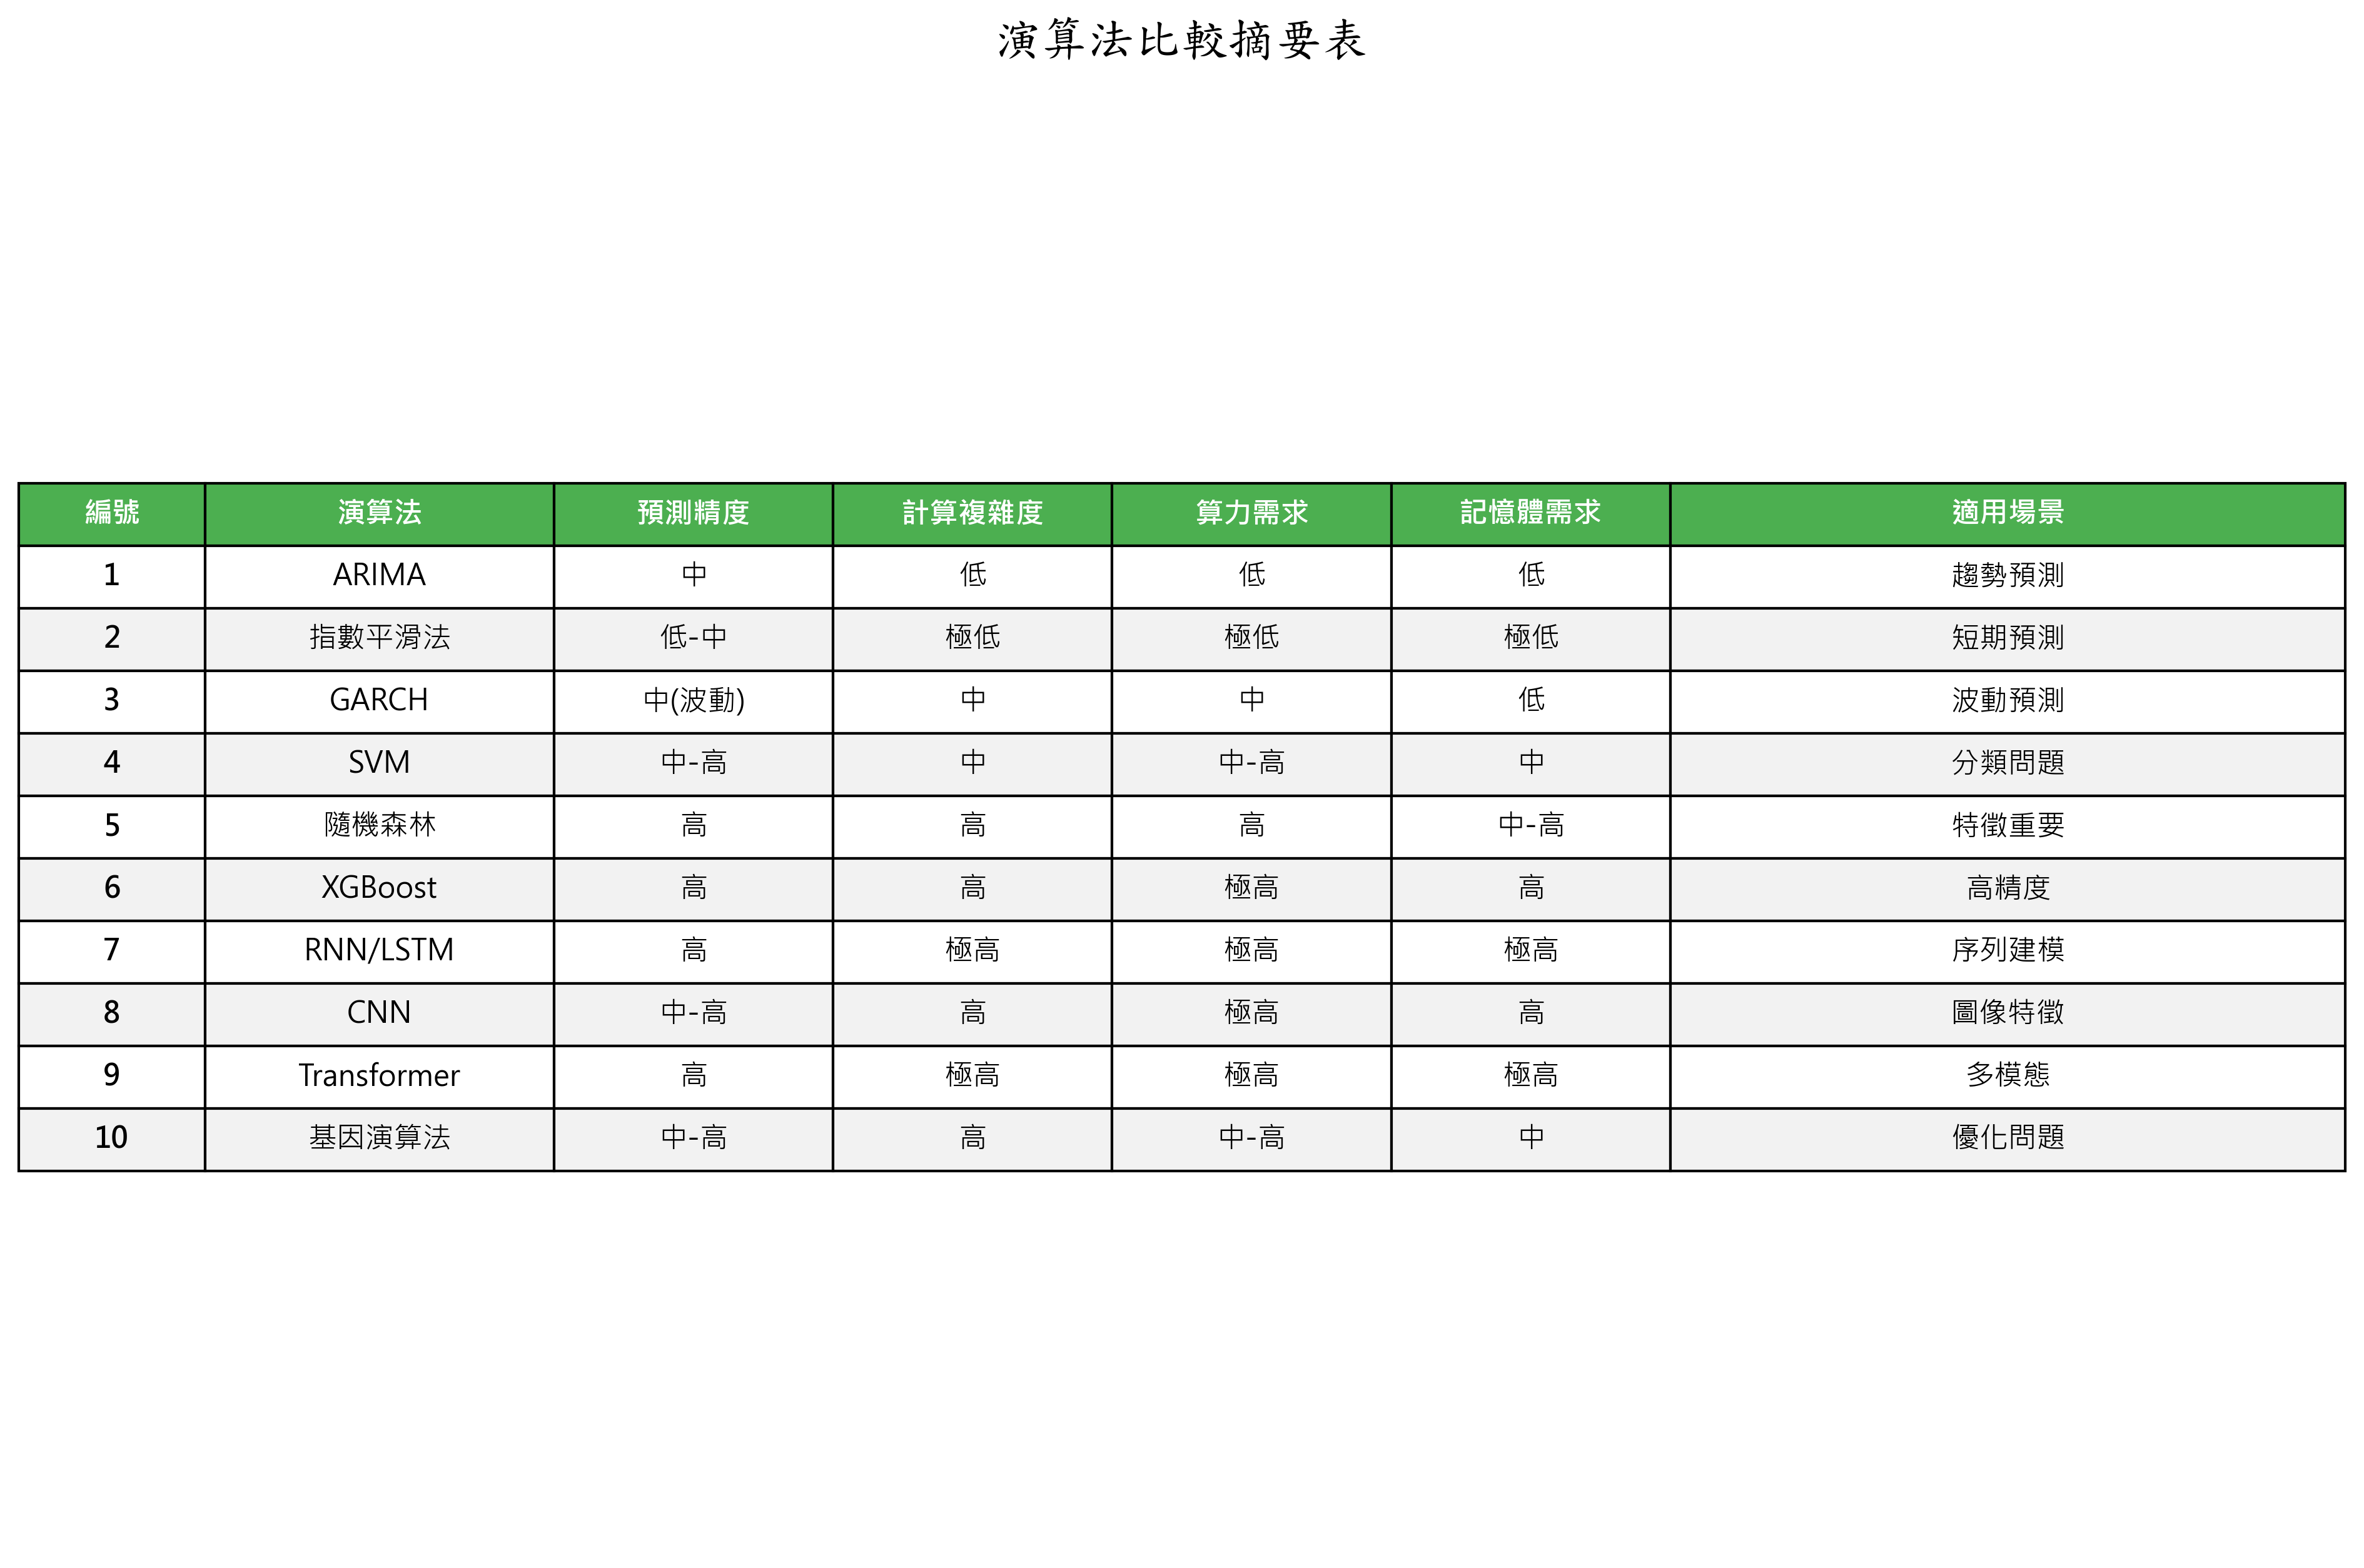 演算法比較摘要表
編號 演算法 預測精度 計算複雜度 算力需求 記憶體需求 適用場景
1 ARIMA 中 低 低 低 趨勢預測
2 指數平滑法 低-中 極低 極低 極低 短期預測
3 GARCH 中(波動) 中 中 低 波動預測
4 SVM 中-高 中 中-高 中 分類問題
5 隨機森林 高 高 高 中-高 特徵重要
6 XGBoost 高 高 極高 高 高精度
7 RNN/LSTM 高 極高 極高 極高 序列建模
8 CNN 中-高 高 極高 高 圖像特徵
9 Transformer 高 極高 極高 極高 多模態
10 基因演算法 中-高 高 中-高 中 優化問題